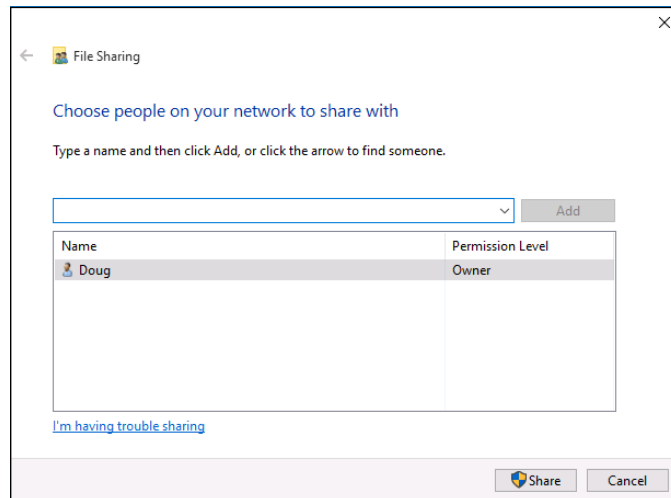 File Sharing
Choose people on your network to share with
Type a name and then click Add, or click the arrow to find someone.
Add
Name Permission Level
Doug Owner
I'm having trouble sharing
Share Cancel